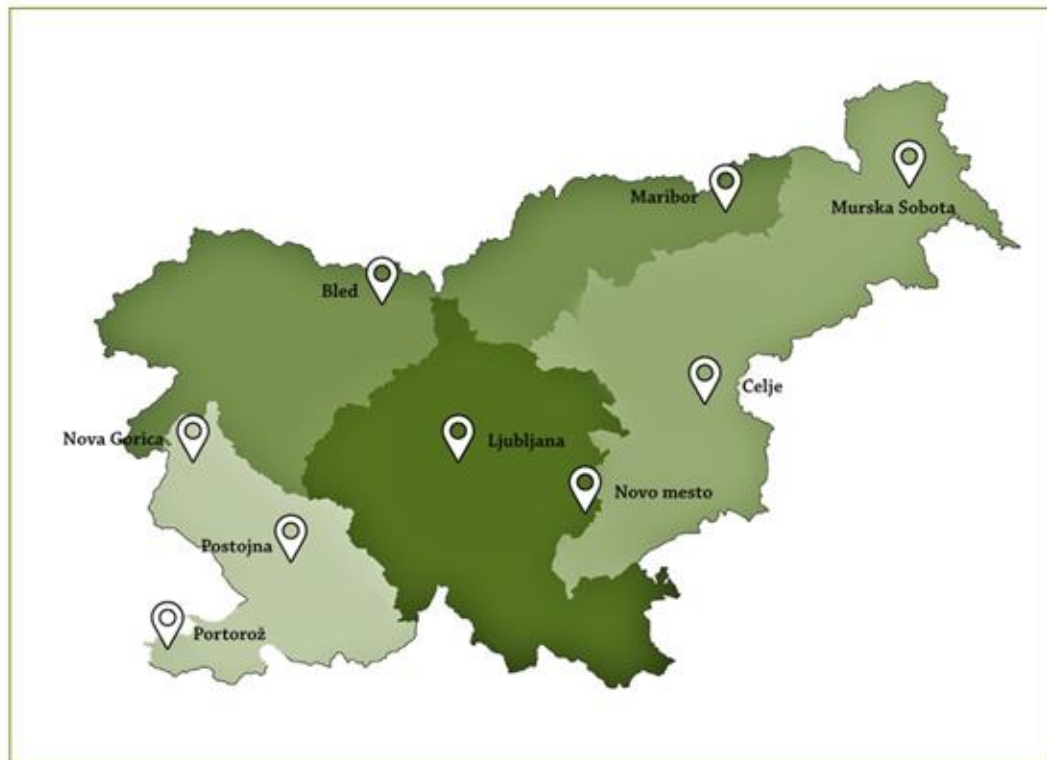 Maribor
Murska Sobota
Bled
Celje
Nova Gorica
Ljubljana
Novo mesto
Postojna
Portorož